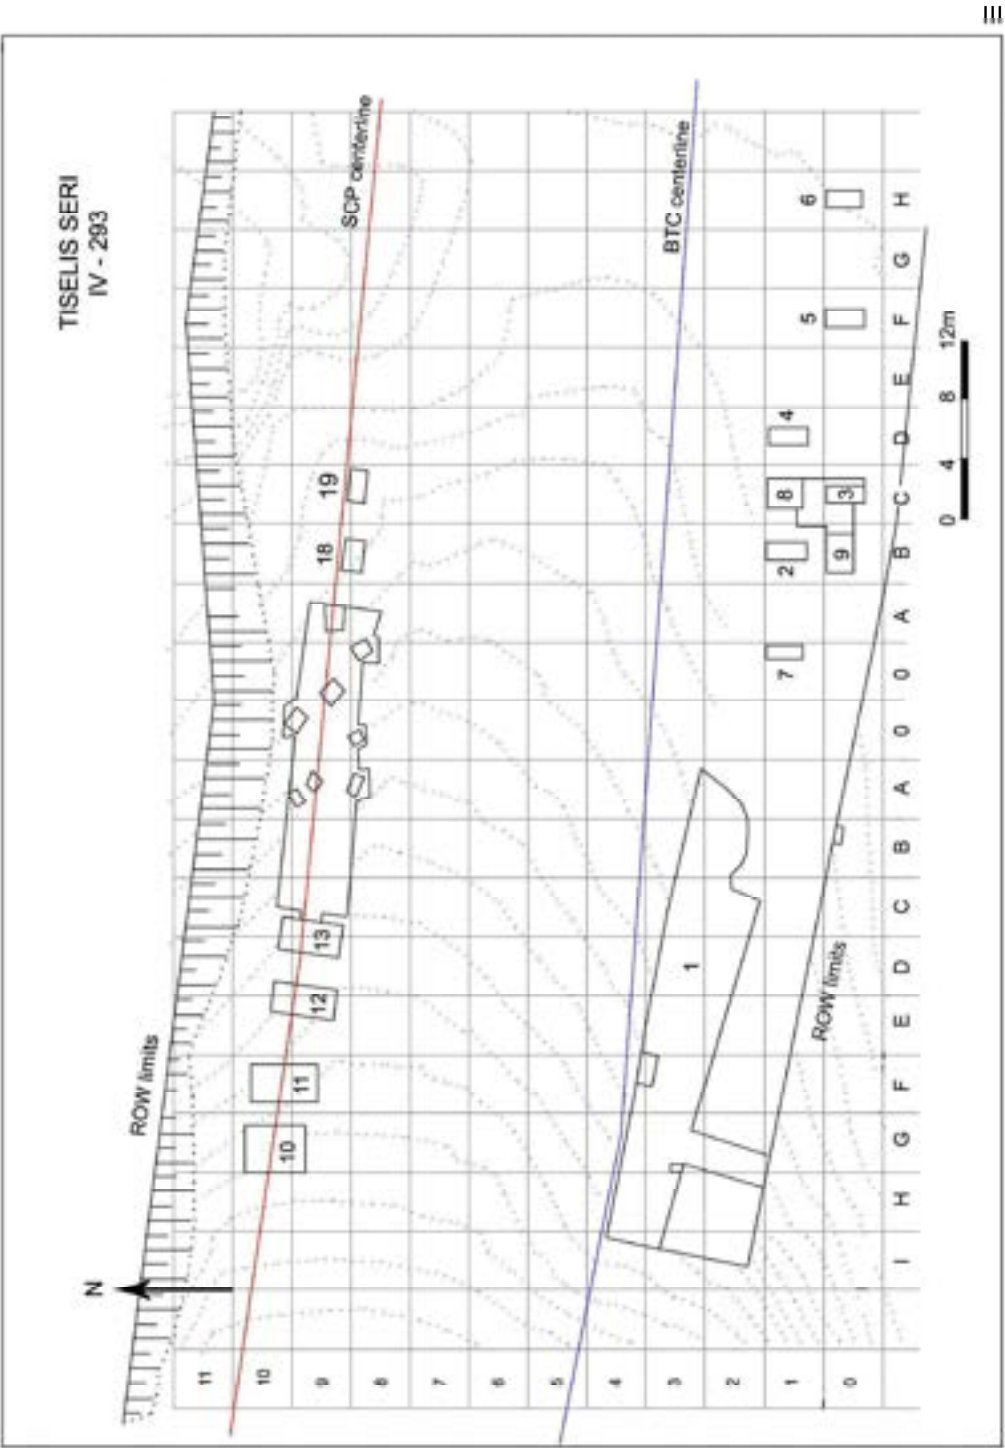 III
TISELIS SERI
IV - 293
N
ROW limits
SCP centerline
BTC centerline
ROW limits
11
10
9
8
7
6
5
4
3
2
1
0
10
11
12
13
18
19
1
7
2
8
4
9
3
5
6
I H G F E D C B A 0 0 A B C D E F G H
0 4 8 12m